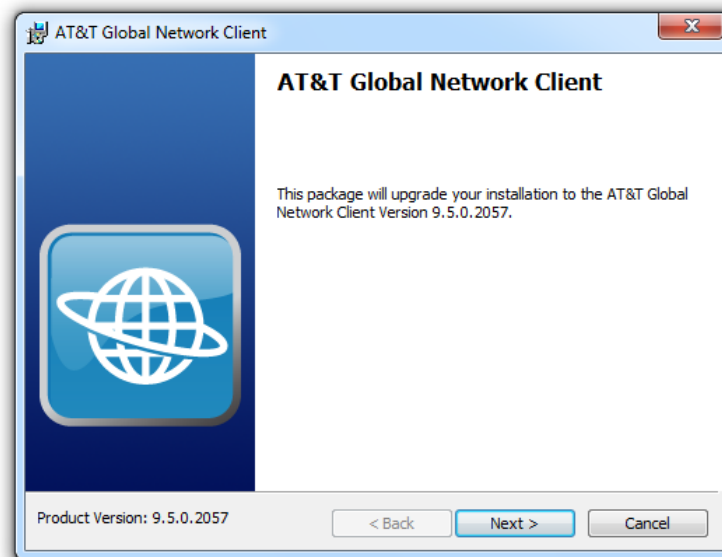 AT&T Global Network Client
AT&T Global Network Client
This package will upgrade your installation to the AT&T Global
Network Client Version 9.5.0.2057.
Product Version: 9.5.0.2057
< Back
Next >
Cancel